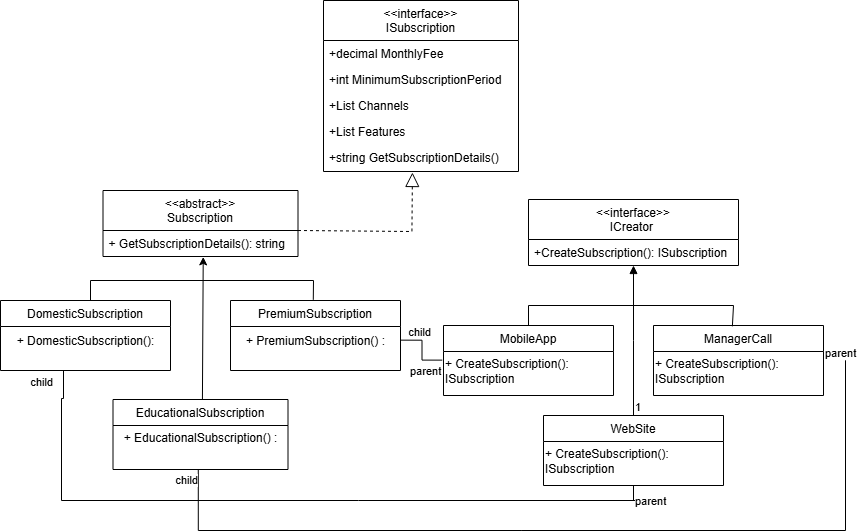 <<interface>>
ISubscription
+decimal MonthlyFee
+int MinimumSubscriptionPeriod
+List Channels
+List Features
+string GetSubscriptionDetails()
<<abstract>>
Subscription
+ GetSubscriptionDetails(): string
<<interface>>
ICreator
+CreateSubscription(): ISubscription
DomesticSubscription
+ DomesticSubscription():
PremiumSubscription
+ PremiumSubscription() :
child
parent
MobileApp
+ CreateSubscription():
ISubscription
ManagerCall
+ CreateSubscription():
ISubscription
parent
child
EducationalSubscription
+ EducationalSubscription() :
1
WebSite
+ CreateSubscription():
ISubscription
child
parent